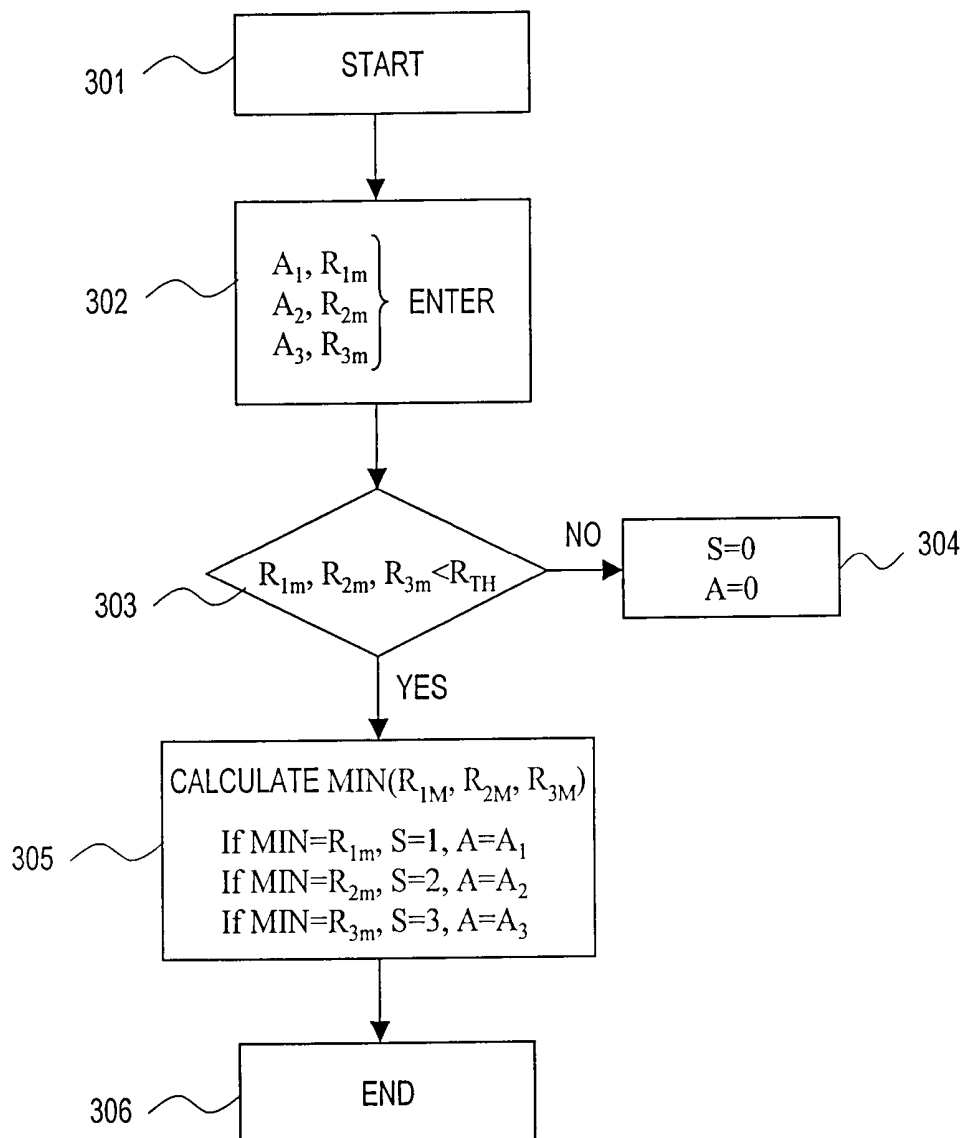 301
START
302
A1, R1m
A2, R2m
A3, R3m
ENTER
303
R1m, R2m, R3m<RTH
NO
S=0
A=0
304
YES
305
CALCULATE MIN(R1M, R2M, R3M)
If MIN=R1m, S=1, A=A1
If MIN=R2m, S=2, A=A2
If MIN=R3m, S=3, A=A3
306
END